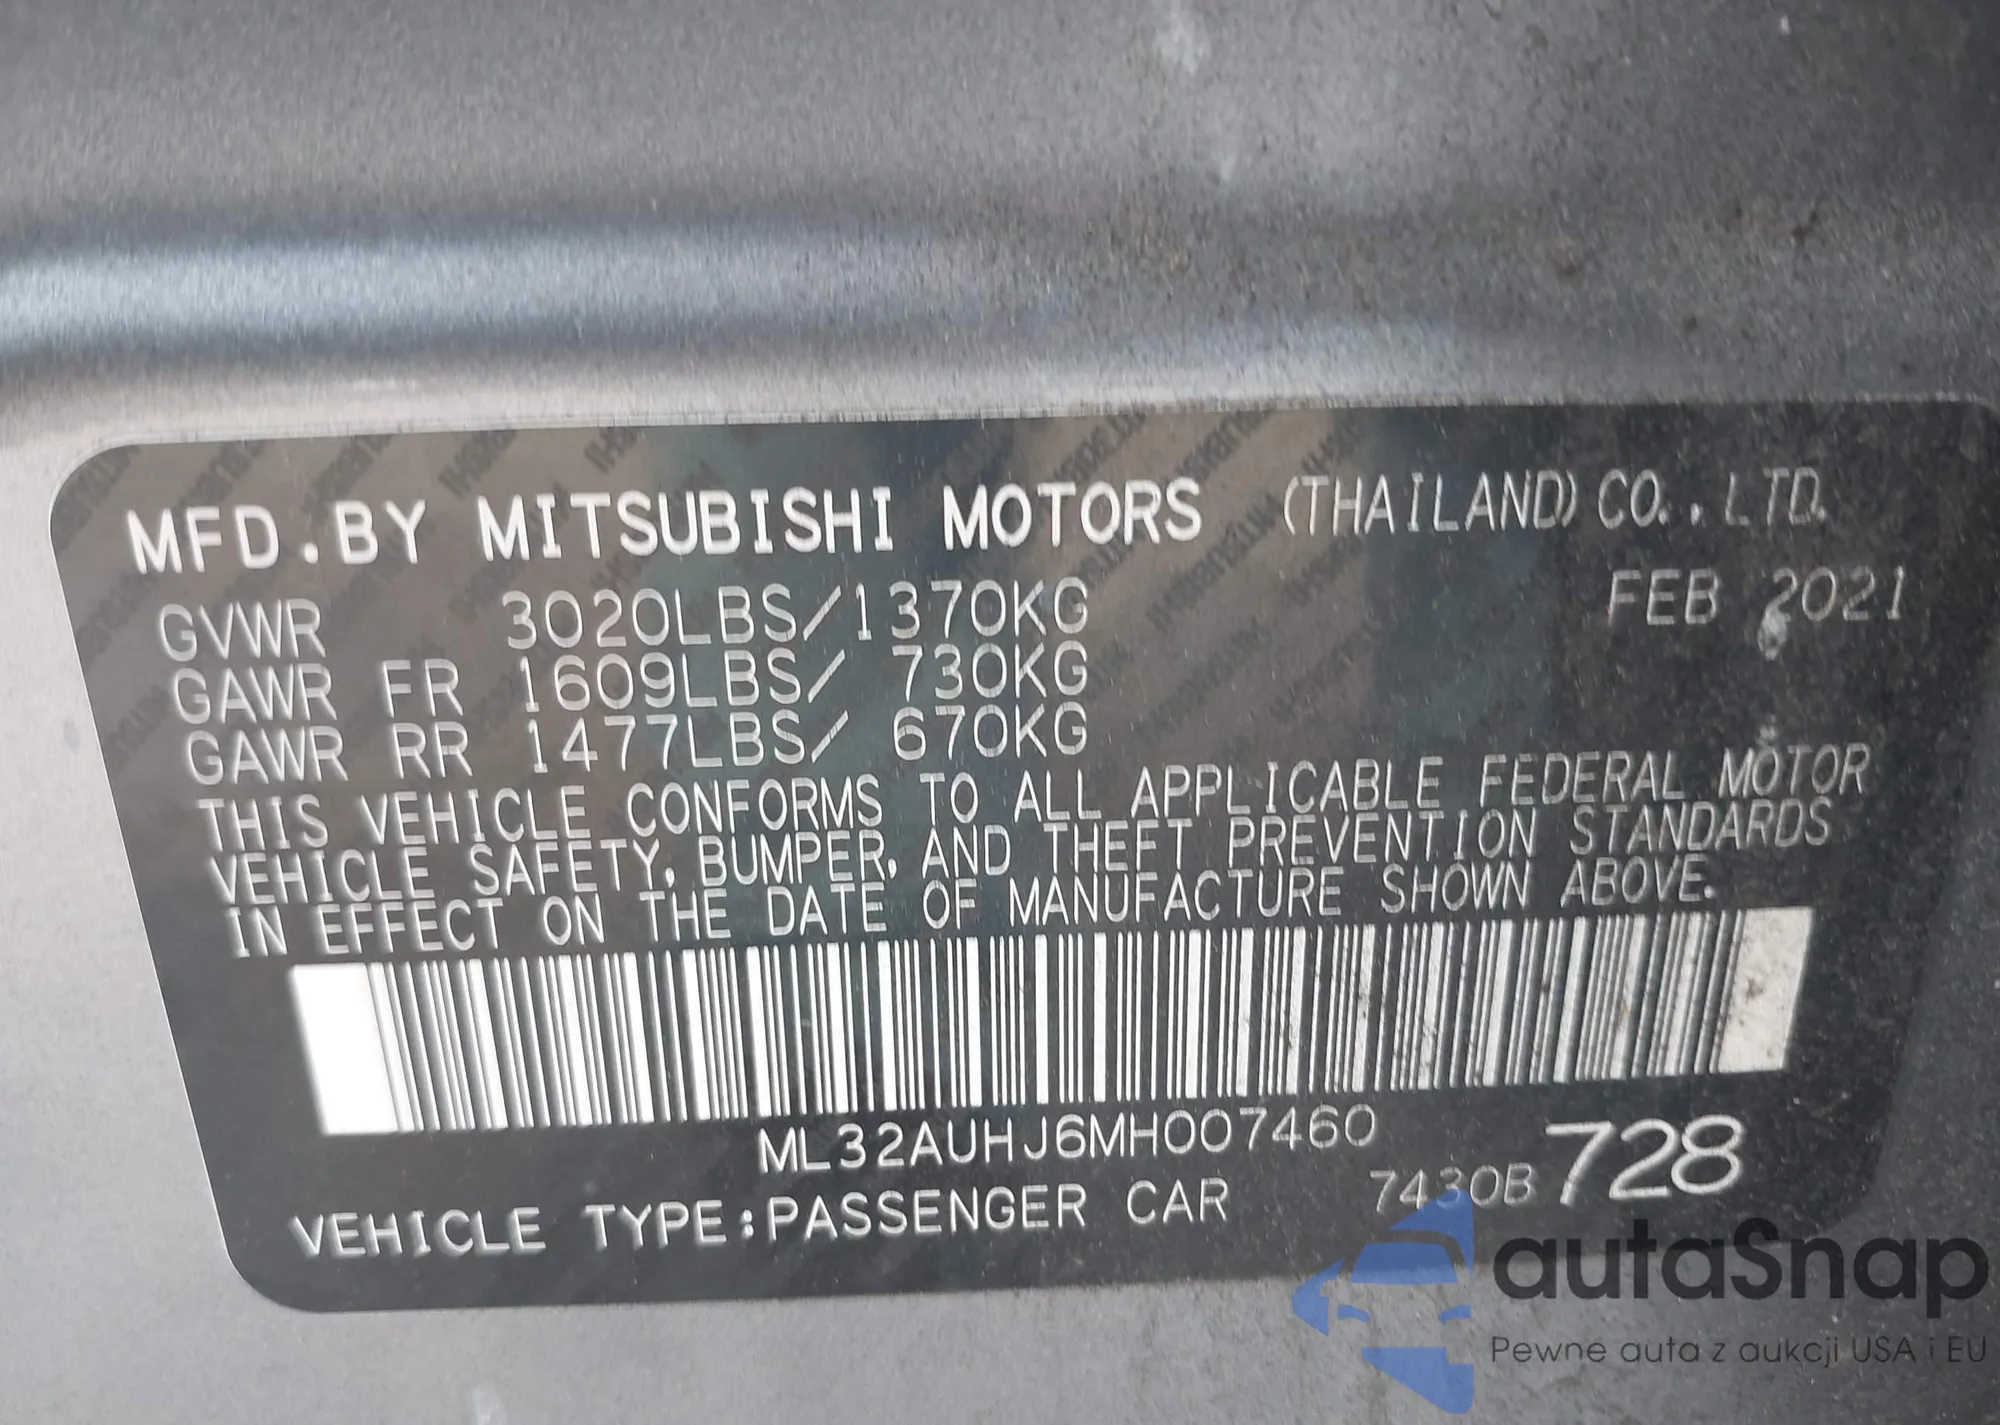 MFD.BY MITSUBISHI MOTORS (THAILAND) CO.,LTD.
FEB 2021
GVWR 3020LBS/1370KG
GAWR FR 1609LBS/ 730KG
GAWR RR 1477LBS/ 670KG
THIS VEHICLE CONFORMS TO ALL APPLICABLE FEDERAL MOTOR
VEHICLE SAFETY, BUMPER, AND THEFT PREVENTION STANDARDS
IN EFFECT ON THE DATE OF MANUFACTURE SHOWN ABOVE.
ML32AUHJ6MH007460
VEHICLE TYPE:PASSENGER CAR 7430B 728
autaSnap
Pewne auta z aukcji USA i EU